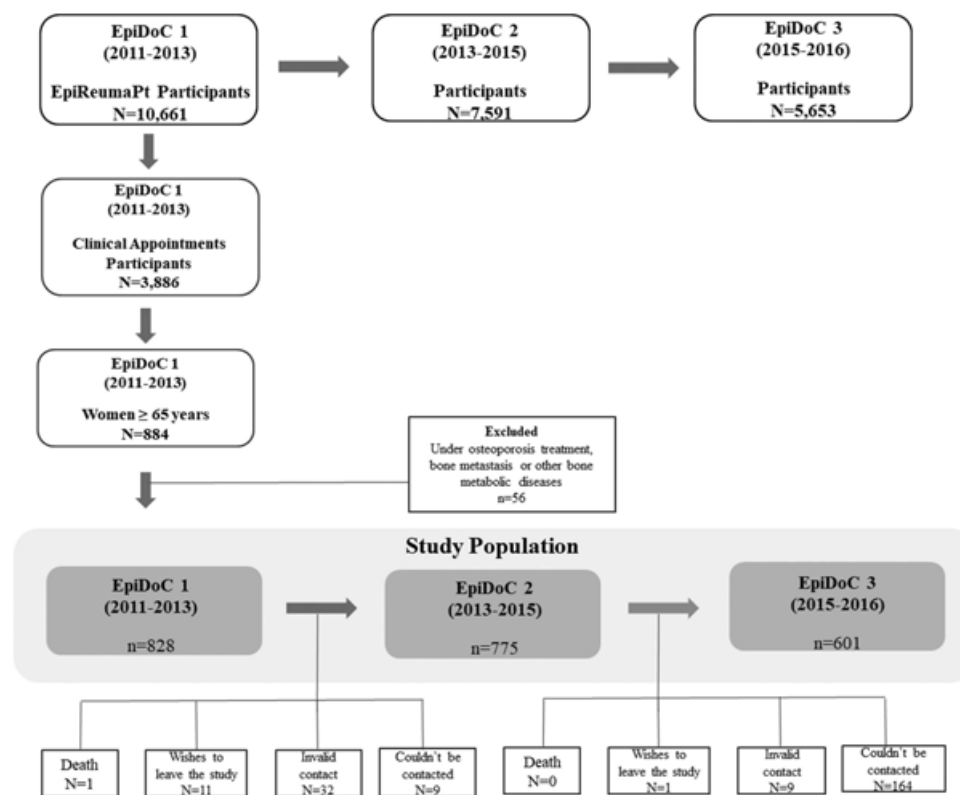 EpiDoC 1
(2011-2013)
EpiReumaPt Participants
N=10,661
EpiDoC 2
(2013-2015)
Participants
N=7,591
EpiDoC 3
(2015-2016)
Participants
N=5,653
EpiDoC 1
(2011-2013)
Clinical Appointments
Participants
N=3,886
EpiDoC 1
(2011-2013)
Women ≥ 65 years
N=884
Excluded
Under osteoporosis treatment,
bone metastasis or other bone
metabolic diseases
n=56
Study Population
EpiDoC 1
(2011-2013)
n=828
EpiDoC 2
(2013-2015)
n=775
EpiDoC 3
(2015-2016)
n=601
Death
N=1
Wishes to
leave the study
N=11
Invalid
contact
N=32
Couldn't be
contacted
N=9
Death
N=0
Wishes to
leave the study
N=1
Invalid
contact
N=9
Couldn't be
contacted
N=164